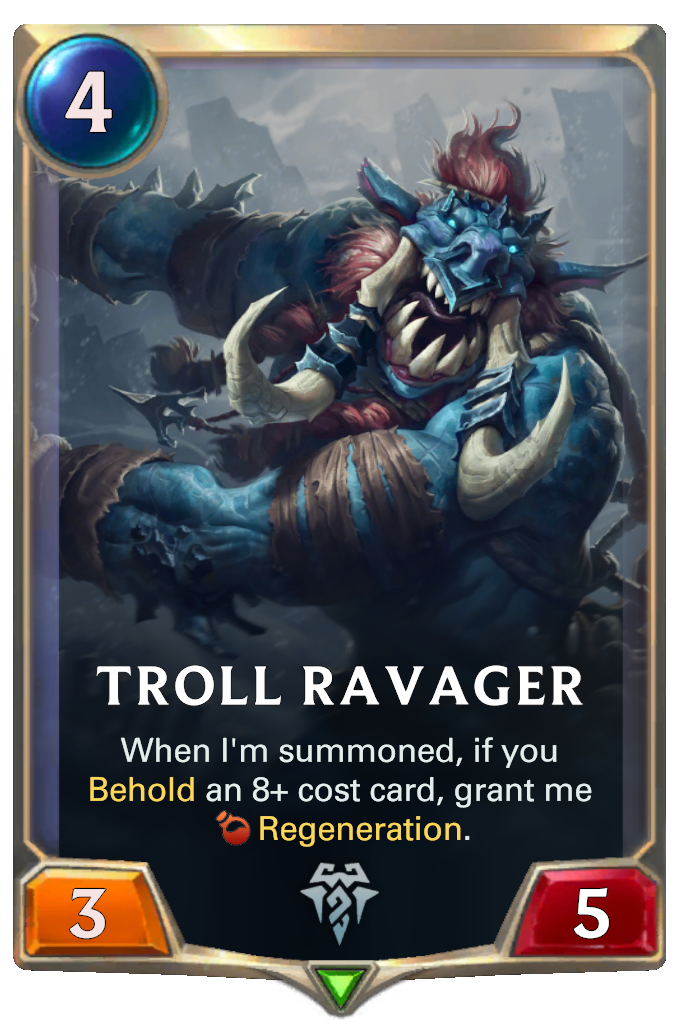 4
TROLL RAVAGER
When I'm summoned, if you
Behold an 8+ cost card, grant me
Regeneration.
3
5